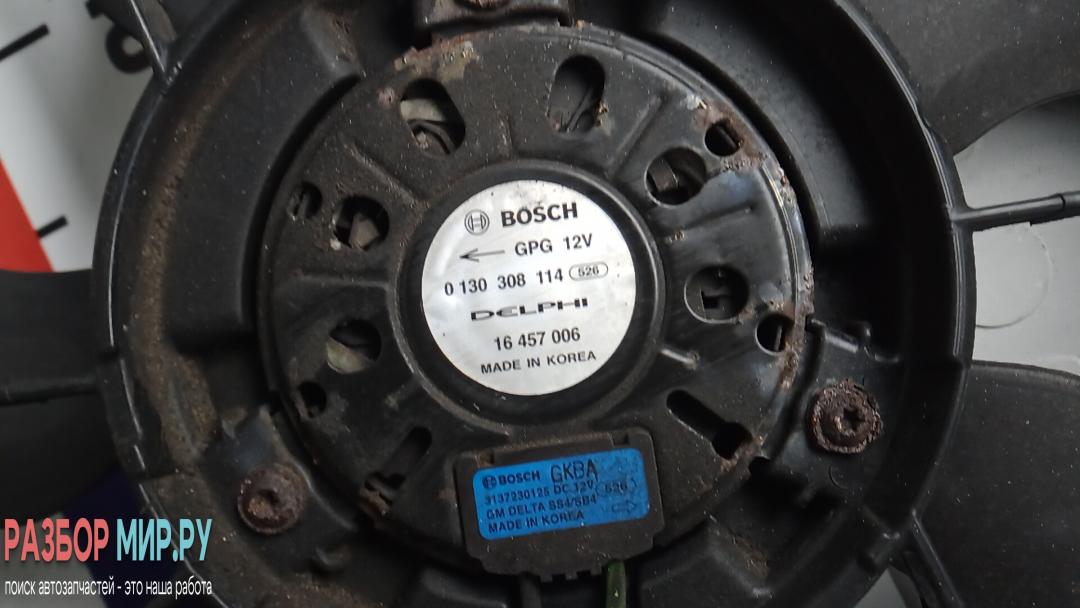 BOSCH
GPG 12V
0 130 308 114 526
DELPHI
16 457 006
MADE IN KOREA
BOSCH GKBA
3137230125 DC 12V 526
GM DELTA SS4/SB4
MADE IN KOREA
РАЗБОР МИР.РУ
поиск автозапчастей - это наша работа